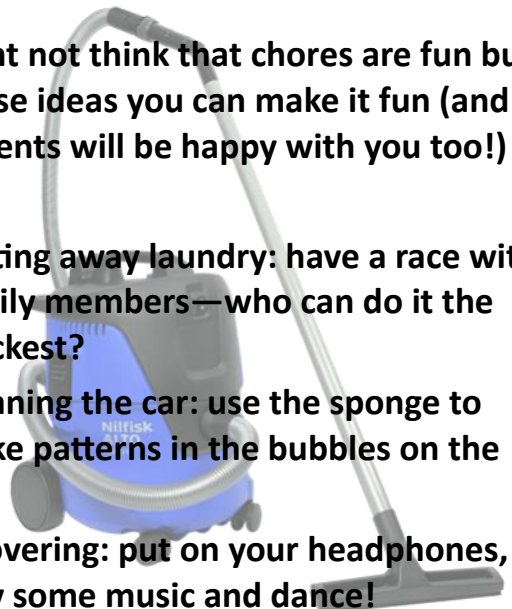 nt not think that chores are fun bu
se ideas you can make it fun (and
ents will be happy with you too!)
ting away laundry: have a race wit
ily members—who can do it the
ckest?
Nilfisk
ALTO
ning the car: use the sponge to
ke patterns in the bubbles on the
overing: put on your headphones,
y some music and dance!